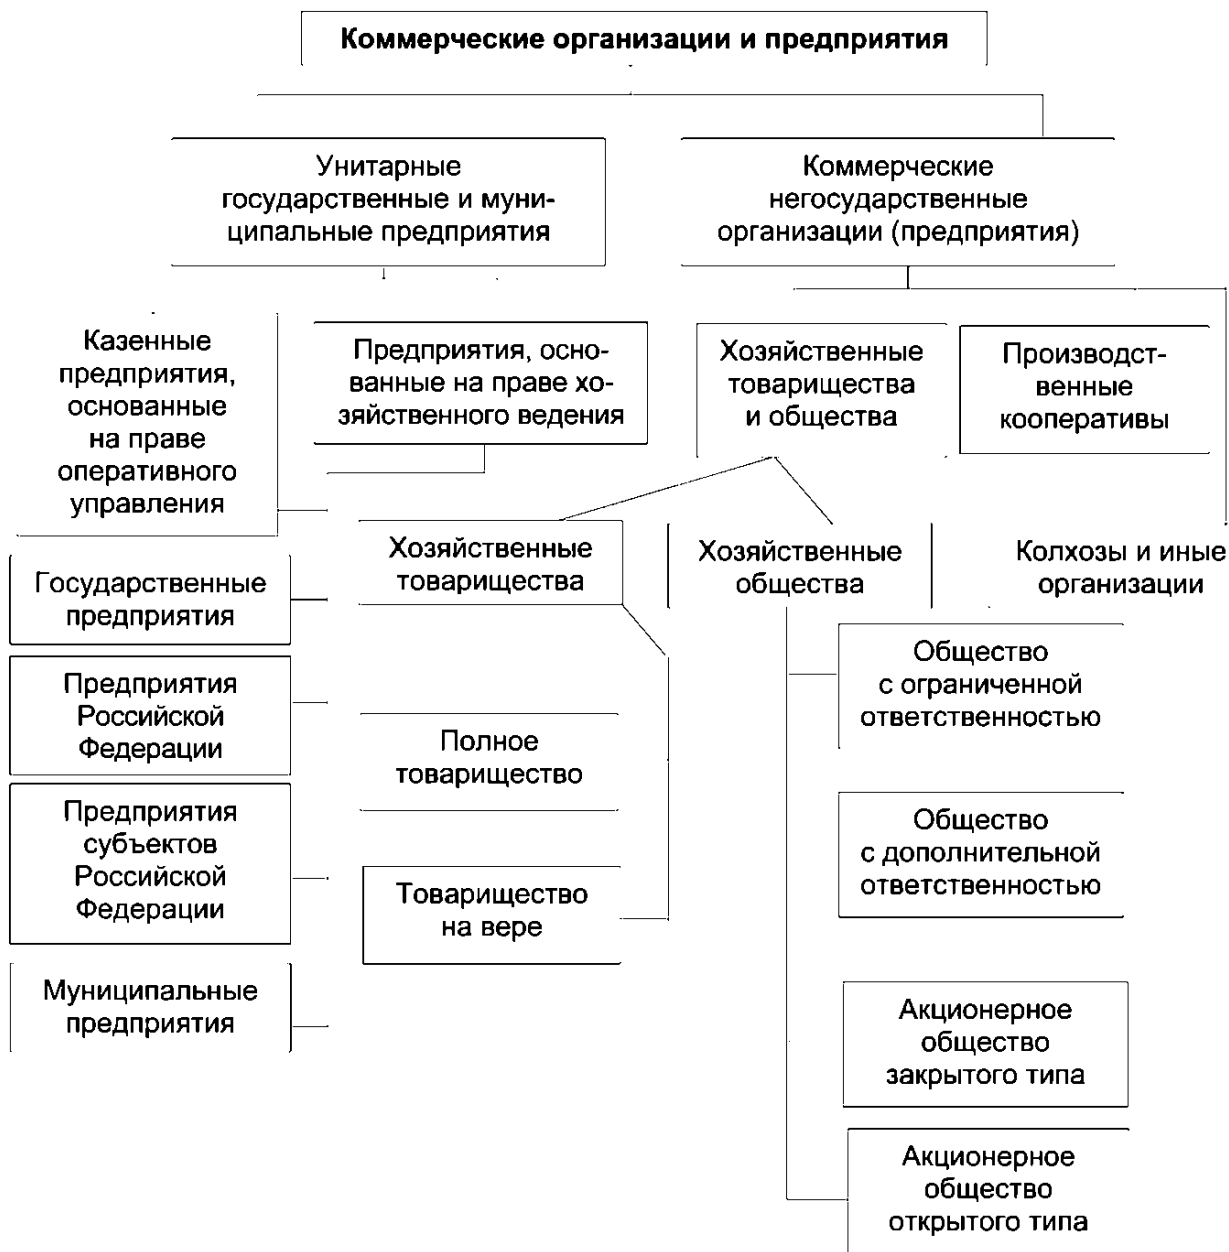 Коммерческие организации и предприятия
Унитарные
государственные и муни-
ципальные предприятия
Коммерческие
негосударственные
организации (предприятия)
Казенные
предприятия,
основанные
на праве
оперативного
управления
Предприятия, осно-
ванные на праве хо-
зяйственного ведения
Хозяйственные
товарищества
и общества
Производст-
венные
кооперативы
Хозяйственные
товарищества
Хозяйственные
общества
Колхозы и иные
организации
Государственные
предприятия
Предприятия
Российской
Федерации
Предприятия
субъектов
Российской
Федерации
Муниципальные
предприятия
Полное
товарищество
Товарищество
на вере
Общество
с ограниченной
ответственностью
Общество
с дополнительной
ответственностью
Акционерное
общество
закрытого типа
Акционерное
общество
открытого типа